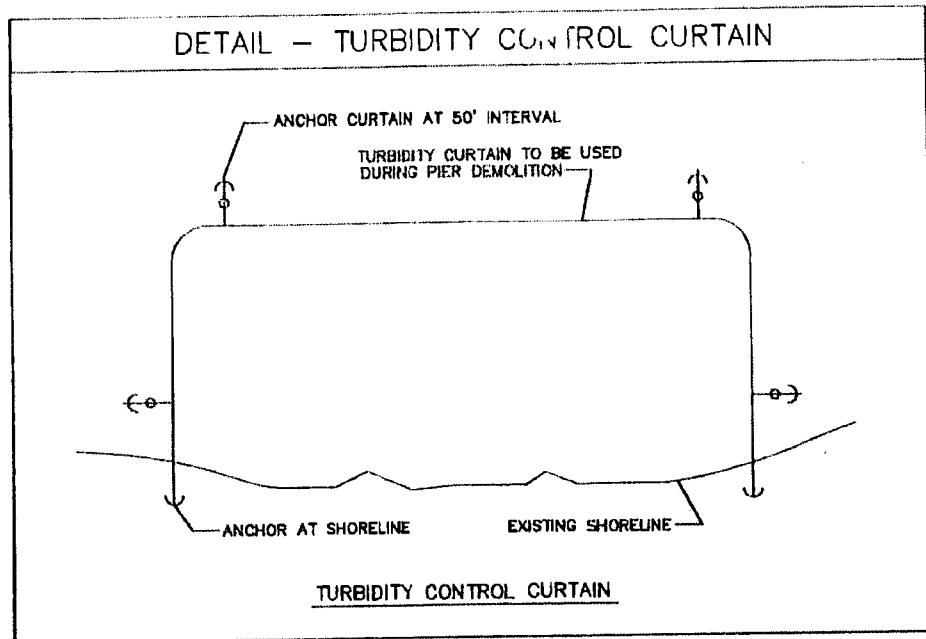 DETAIL - TURBIDITY CONTROL CURTAIN
ANCHOR CURTAIN AT 50' INTERVAL
TURBIDITY CURTAIN TO BE USED
DURING PIER DEMOLITION
ANCHOR AT SHORELINE
EXISTING SHORELINE
TURBIDITY CONTROL CURTAIN